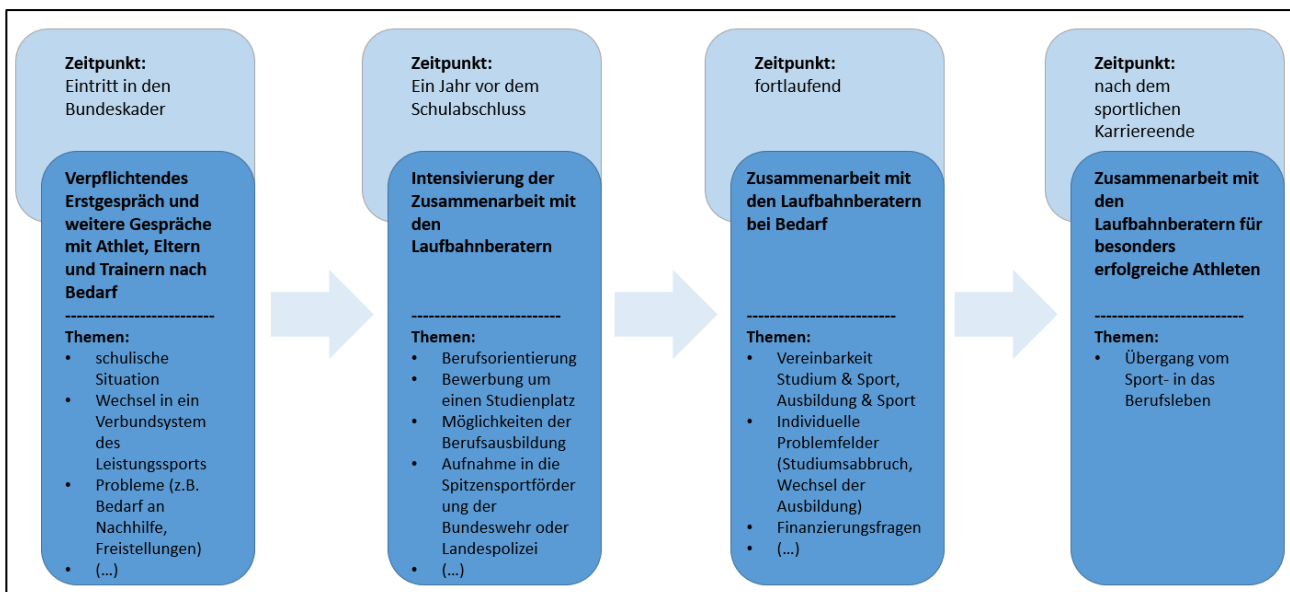 Zeitpunkt:
Eintritt in den
Bundeskader
Verpflichtendes
Erstgespräch und
weitere Gespräche
mit Athlet, Eltern
und Trainern nach
Bedarf
--------------------------
Themen:
• schulische
Situation
• Wechsel in ein
Verbundsystem
des
Leistungssports
• Probleme (z.B.
Bedarf an
Nachhilfe,
Freistellungen)
• (...)
Zeitpunkt:
Ein Jahr vor dem
Schulabschluss
Intensivierung der
Zusammenarbeit mit
den
Laufbahnberatern
--------------------------
Themen:
• Berufsorientierung
• Bewerbung um
einen Studienplatz
• Möglichkeiten der
Berufsausbildung
• Aufnahme in die
Spitzensportförder
ung der
Bundeswehr oder
Landespolizei
• (...)
Zeitpunkt:
fortlaufend
Zusammenarbeit mit
den Laufbahnberatern
bei Bedarf
--------------------------
Themen:
• Vereinbarkeit
Studium & Sport,
Ausbildung & Sport
• Individuelle
Problemfelder
(Studiumsabbruch,
Wechsel der
Ausbildung)
• Finanzierungsfragen
• (...)
Zeitpunkt:
nach dem
sportlichen
Karriereende
Zusammenarbeit mit
den
Laufbahnberatern für
besonders
erfolgreiche Athleten
--------------------------
Themen:
• Übergang vom
Sport- in das
Berufsleben